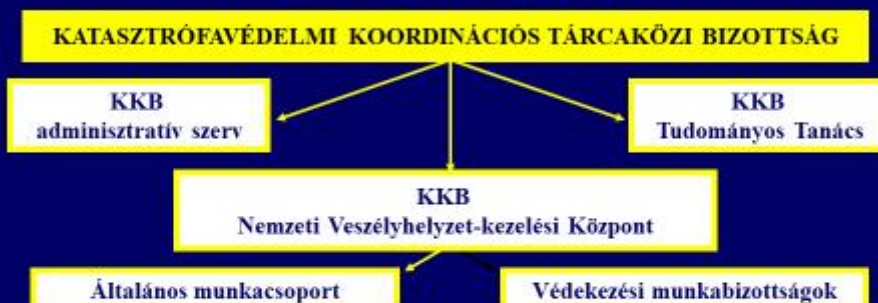 KATASZTRÓFAVÉDELMI KOORDINÁCIÓS TÁRCAKÖZI BIZOTTSÁG
KKB
adminisztratív szerv
KKB
Tudományos Tanács
KKB
Nemzeti Veszélyhelyzet-kezelési Központ
Általános munkacsoport
Védekezési munkabizottságok